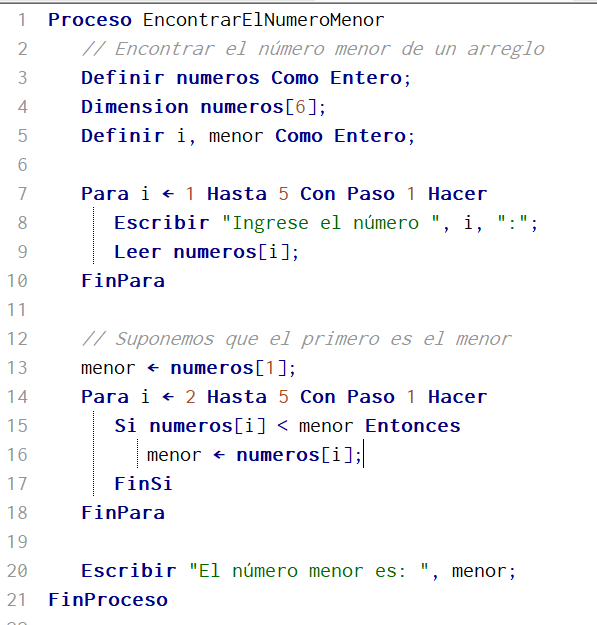 1 Proceso EncontrarElNumeroMenor
2 // Encontrar el número menor de un arreglo
3 Definir numeros Como Entero;
4 Dimension numeros[6];
5 Definir i, menor Como Entero;
6
7 Para i ← 1 Hasta 5 Con Paso 1 Hacer
8 Escribir "Ingrese el número ", i, ":";
9 Leer numeros[i];
10 FinPara
11
12 // Suponemos que el primero es el menor
13 menor ← numeros[1];
14 Para i ← 2 Hasta 5 Con Paso 1 Hacer
15 Si numeros[i] < menor Entonces
16 menor ← numeros[i];
17 FinSi
18 FinPara
19
20 Escribir "El número menor es: ", menor;
21 FinProceso